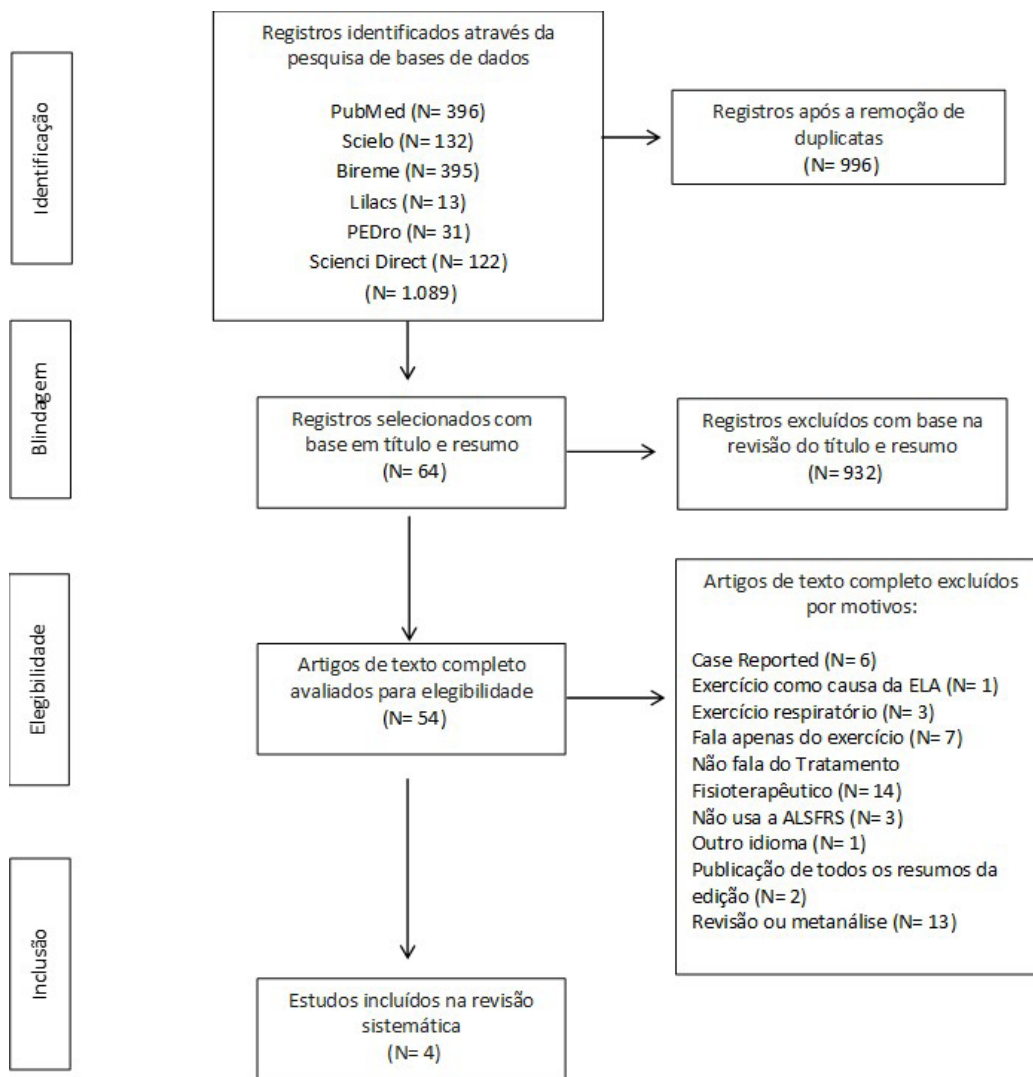 Identificação
Registros identificados através da
pesquisa de bases de dados
PubMed (N= 396)
Scielo (N= 132)
Bireme (N= 395)
Lilacs (N= 13)
PEDro (N= 31)
Scienci Direct (N= 122)
(N= 1.089)
Registros após a remoção de
duplicatas
(N= 996)
Blindagem
Registros selecionados com
base em título e resumo
(N= 64)
Registros excluídos com base na
revisão do título e resumo
(N= 932)
Elegibilidade
Artigos de texto completo
avaliados para elegibilidade
(N= 54)
Artigos de texto completo excluídos
por motivos:
Case Reported (N= 6)
Exercício como causa da ELA (N= 1)
Exercício respiratório (N= 3)
Fala apenas do exercício (N= 7)
Não fala do Tratamento
Fisioterapêutico (N= 14)
Não usa a ALSFRS (N= 3)
Outro idioma (N= 1)
Publicação de todos os resumos da
edição (N= 2)
Revisão ou metanálise (N= 13)
Inclusão
Estudos incluídos na revisão
sistemática
(N= 4)